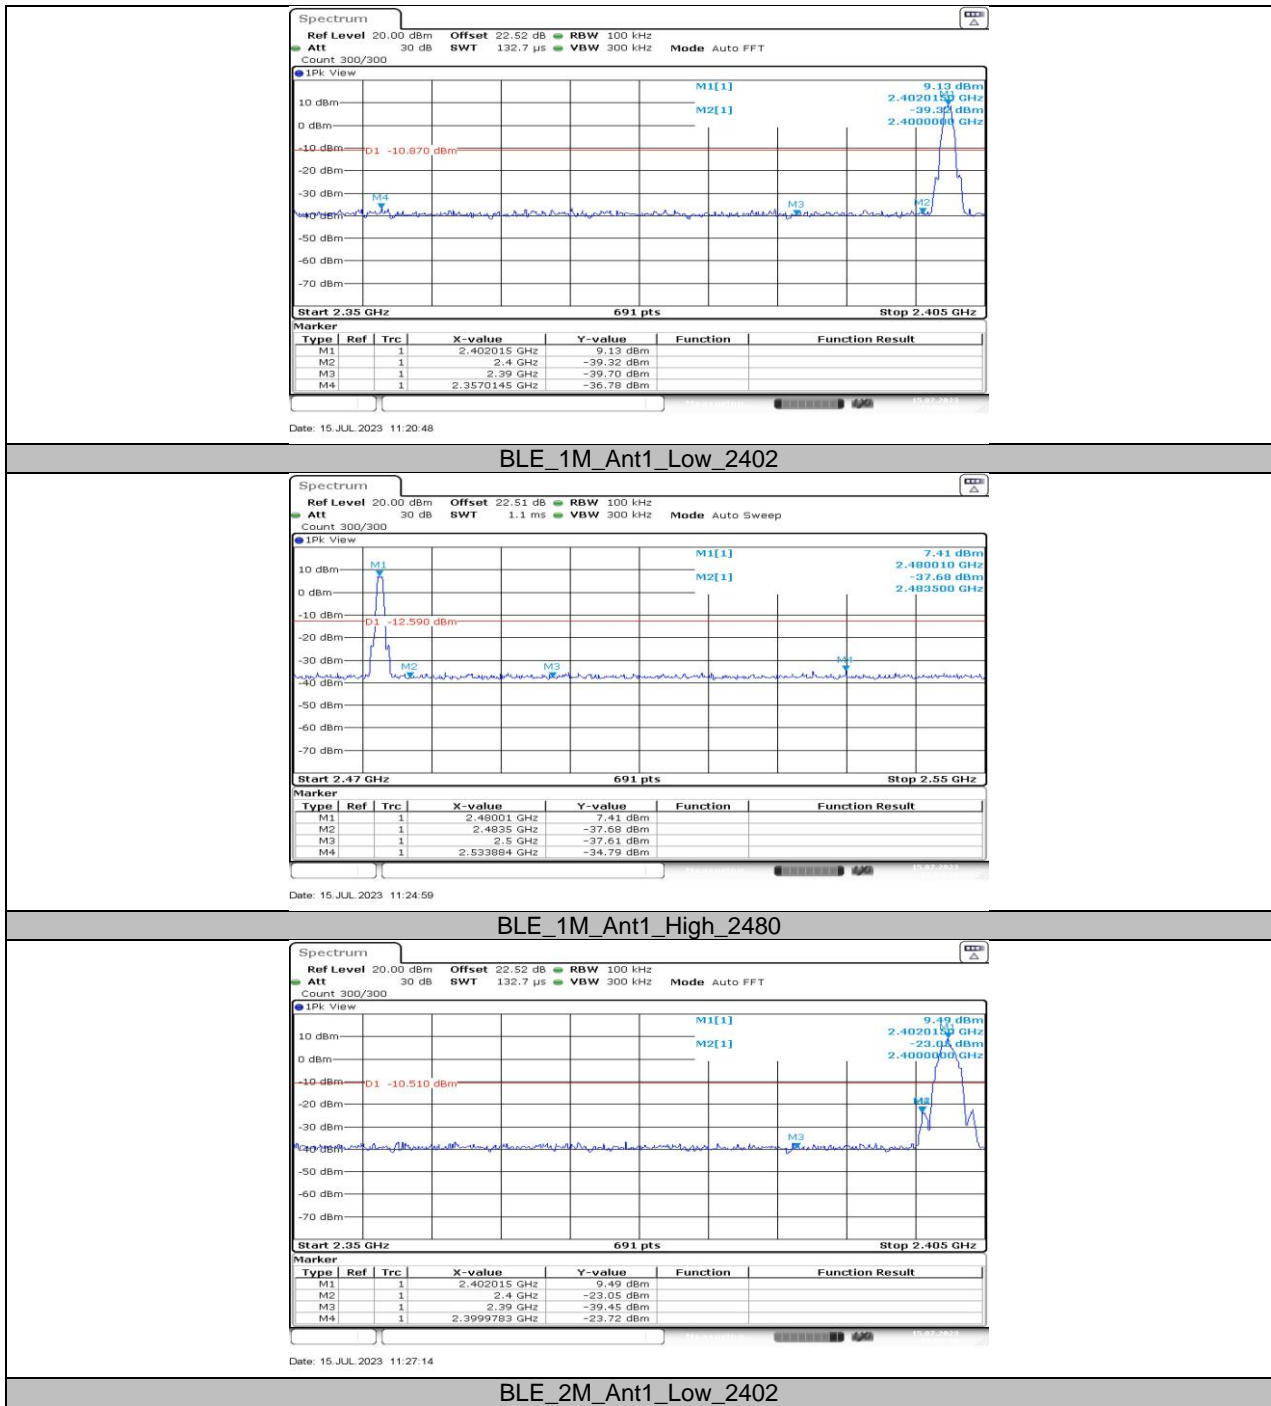 Spectrum
Ref Level 20.00 dBm Offset 22.52 dB RBW 100 kHz
Att 30 dB SWT 132.7 µs VBW 300 kHz Mode Auto FFT
Count 300/300
1Pk View
M1[1] 9.13 dBm
2.4020150 GHz
10 dBm
M2[1] -39.32 dBm
2.4000000 GHz
0 dBm
-10 dBm
D1 -10.870 dBm
-20 dBm
-30 dBm
M4 M3 M2
-40 dBm
-50 dBm
-60 dBm
-70 dBm
Start 2.35 GHz 691 pts Stop 2.405 GHz
Marker
Type Ref Trc X-value Y-value Function Function Result
M1 1 2.402015 GHz 9.13 dBm
M2 1 2.4 GHz -39.32 dBm
M3 1 2.39 GHz -39.70 dBm
M4 1 2.3570145 GHz -36.78 dBm
Date: 15.JUL.2023 11:20:48
BLE_1M_Ant1_Low_2402
Spectrum
Ref Level 20.00 dBm Offset 22.51 dB RBW 100 kHz
Att 30 dB SWT 1.1 ms VBW 300 kHz Mode Auto Sweep
Count 300/300
1Pk View
M1[1] 7.41 dBm
2.480010 GHz
M1
10 dBm
M2[1] -37.68 dBm
2.483500 GHz
0 dBm
-10 dBm
D1 -12.590 dBm
-20 dBm
-30 dBm
M2 M3 M4
-40 dBm
-50 dBm
-60 dBm
-70 dBm
Start 2.47 GHz 691 pts Stop 2.55 GHz
Marker
Type Ref Trc X-value Y-value Function Function Result
M1 1 2.48001 GHz 7.41 dBm
M2 1 2.4835 GHz -37.68 dBm
M3 1 2.5 GHz -37.61 dBm
M4 1 2.533884 GHz -34.79 dBm
Date: 15.JUL.2023 11:24:59
BLE_1M_Ant1_High_2480
Spectrum
Ref Level 20.00 dBm Offset 22.52 dB RBW 100 kHz
Att 30 dB SWT 132.7 µs VBW 300 kHz Mode Auto FFT
Count 300/300
1Pk View
M1[1] 9.49 dBm
2.4020150 GHz
10 dBm
M2[1] -23.05 dBm
2.4000000 GHz
0 dBm
-10 dBm
D1 -10.510 dBm
-20 dBm
-30 dBm
M3
-40 dBm
-50 dBm
-60 dBm
-70 dBm
Start 2.35 GHz 691 pts Stop 2.405 GHz
Marker
Type Ref Trc X-value Y-value Function Function Result
M1 1 2.402015 GHz 9.49 dBm
M2 1 2.4 GHz -23.05 dBm
M3 1 2.39 GHz -39.45 dBm
M4 1 2.3999783 GHz -23.72 dBm
Date: 15.JUL.2023 11:27:14
BLE_2M_Ant1_Low_2402